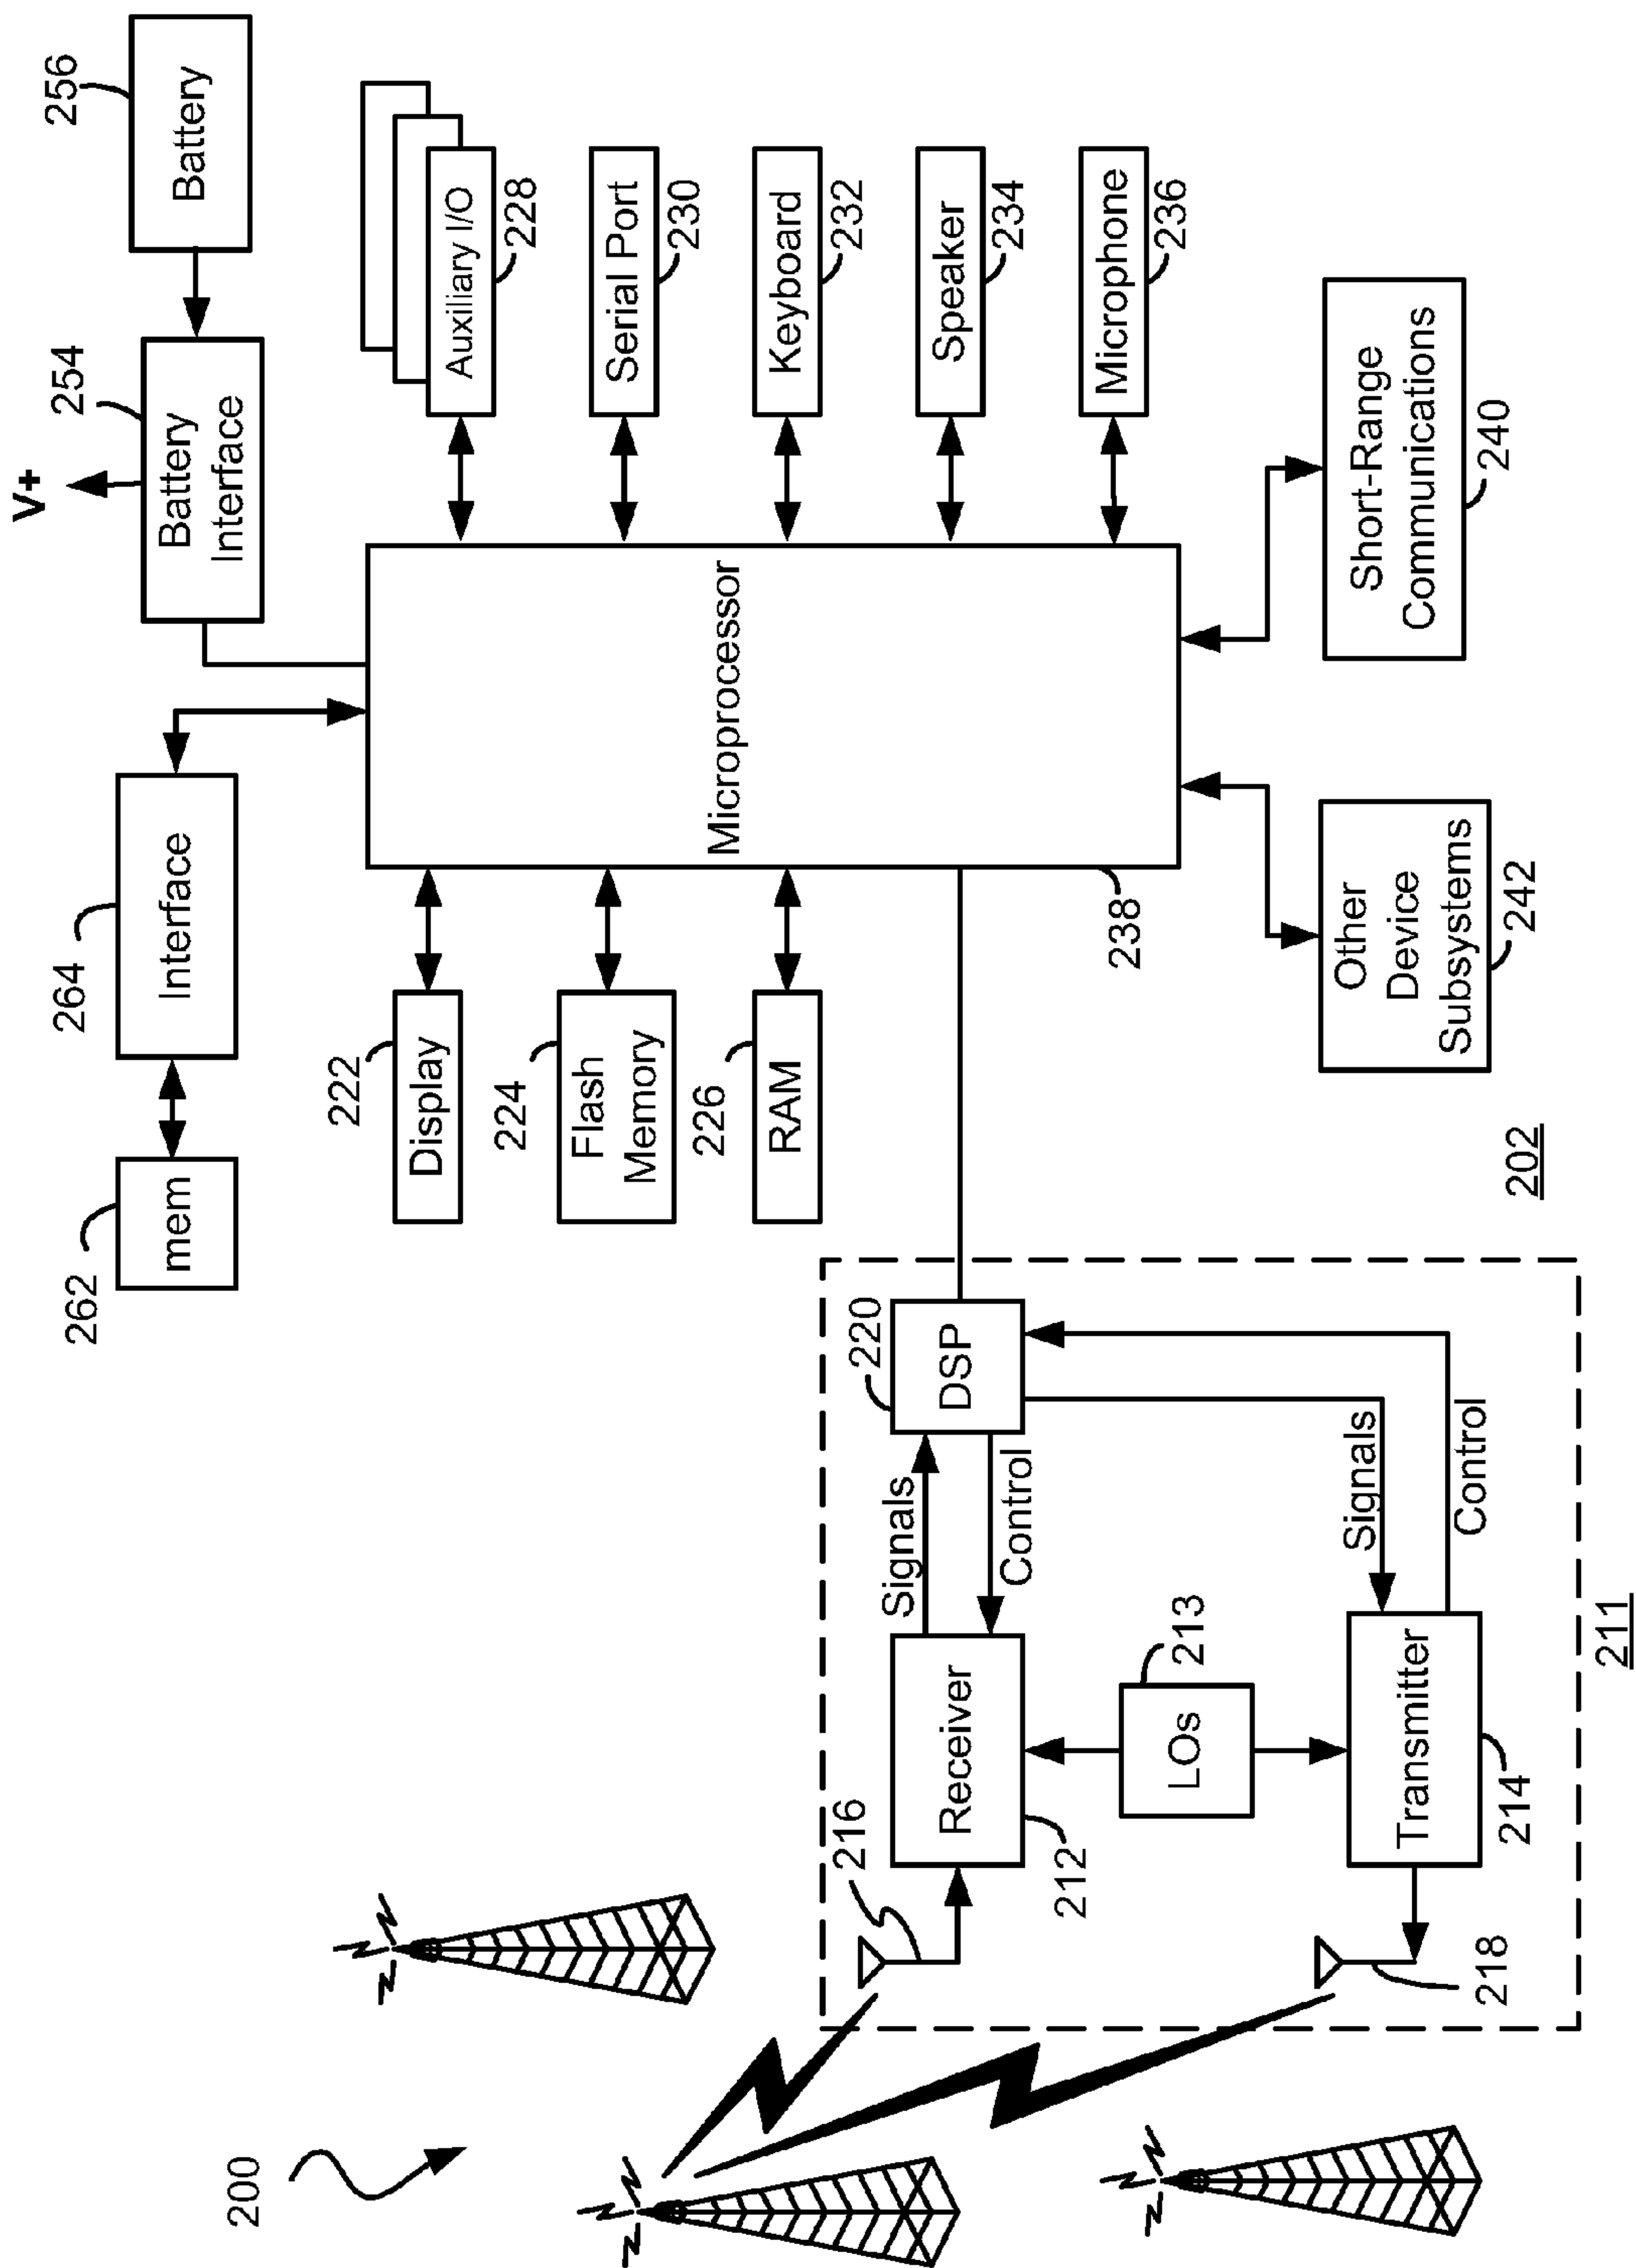 200
262
mem
264
Interface
V+
254
Battery
Interface
256
Battery
222
Display
224
Flash
Memory
226
RAM
Microprocessor
238
Auxiliary I/O
228
Serial Port
230
Keyboard
232
Speaker
234
Microphone
236
Short-Range
Communications
240
Other
Device
Subsystems
242
202
216
Receiver
212
Signals
Control
220
DSP
213
LOs
Signals
Control
Transmitter
214
218
211